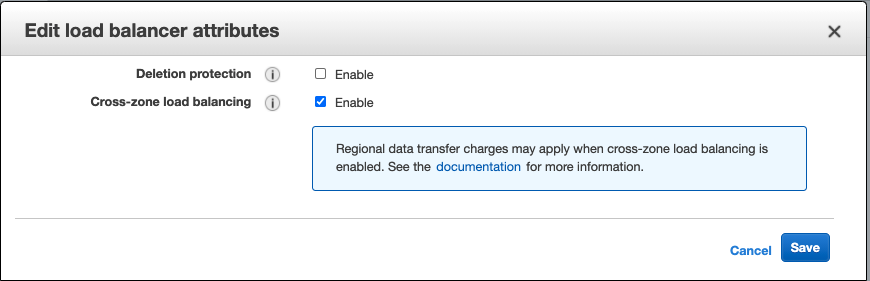 Edit load balancer attributes
Deletion protection Enable
Cross-zone load balancing Enable
Regional data transfer charges may apply when cross-zone load balancing is
enabled. See the documentation for more information.
Cancel Save